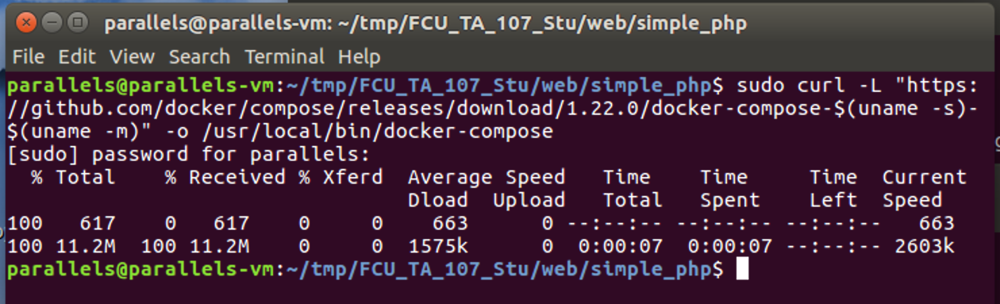 parallels@parallels-vm: ~/tmp/FCU_TA_107_Stu/web/simple_php
File Edit View Search Terminal Help
parallels@parallels-vm:~/tmp/FCU_TA_107_Stu/web/simple_php$ sudo curl -L "https:
//github.com/docker/compose/releases/download/1.22.0/docker-compose-$(uname -s)-
$(uname -m)" -o /usr/local/bin/docker-compose
[sudo] password for parallels:
  % Total    % Received % Xferd  Average Speed   Time    Time     Time  Current
                                 Dload  Upload   Total   Spent    Left  Speed
100   617    0   617    0     0    663      0 --:--:-- --:--:-- --:--:--   663
100 11.2M  100 11.2M    0     0  1575k      0  0:00:07  0:00:07 --:--:-- 2603k
parallels@parallels-vm:~/tmp/FCU_TA_107_Stu/web/simple_php$